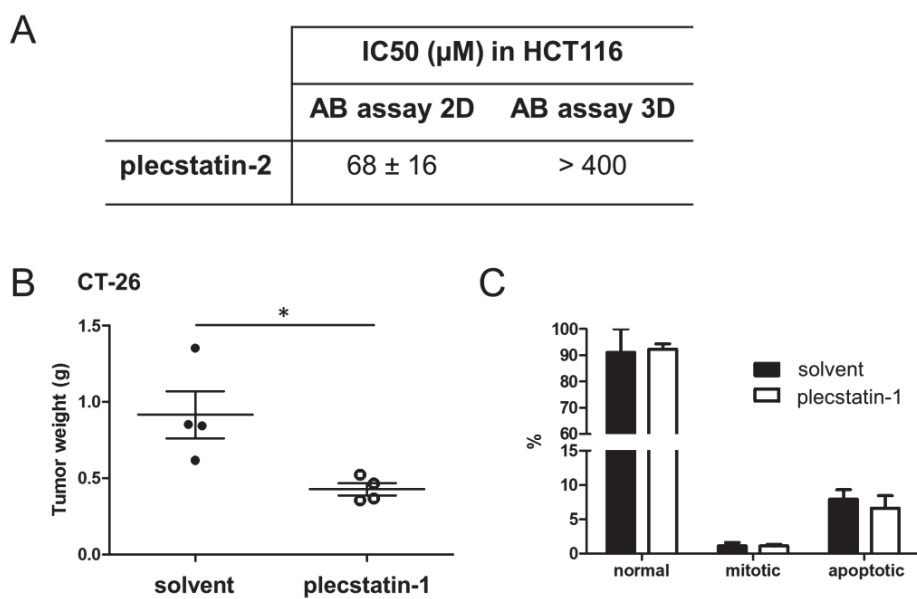 A
IC50 (µM) in HCT116
AB assay 2D AB assay 3D
plecstatin-2 68 ± 16 > 400
B CT-26
*
Tumor weight (g)
1.5
1.0
0.5
0.0
solvent plecstatin-1
C
%
100
90
80
70
60
15
10
5
0
normal mitotic apoptotic
solvent
plecstatin-1